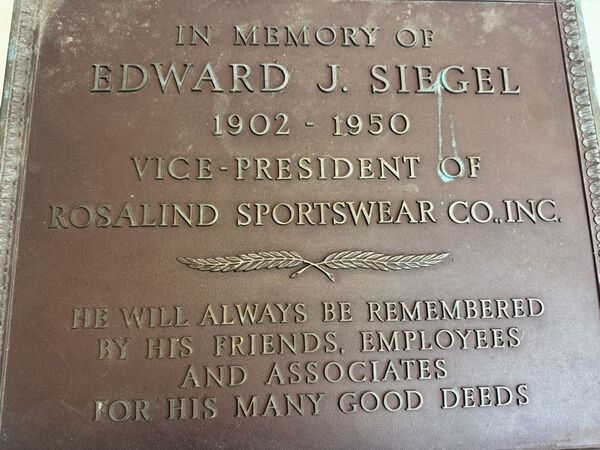 IN MEMORY OF
EDWARD J. SIEGEL
1902 - 1950
VICE-PRESIDENT OF
ROSALIND SPORTSWEAR CO., INC.
HE WILL ALWAYS BE REMEMBERED
BY HIS FRIENDS, EMPLOYEES
AND ASSOCIATES
FOR HIS MANY GOOD DEEDS